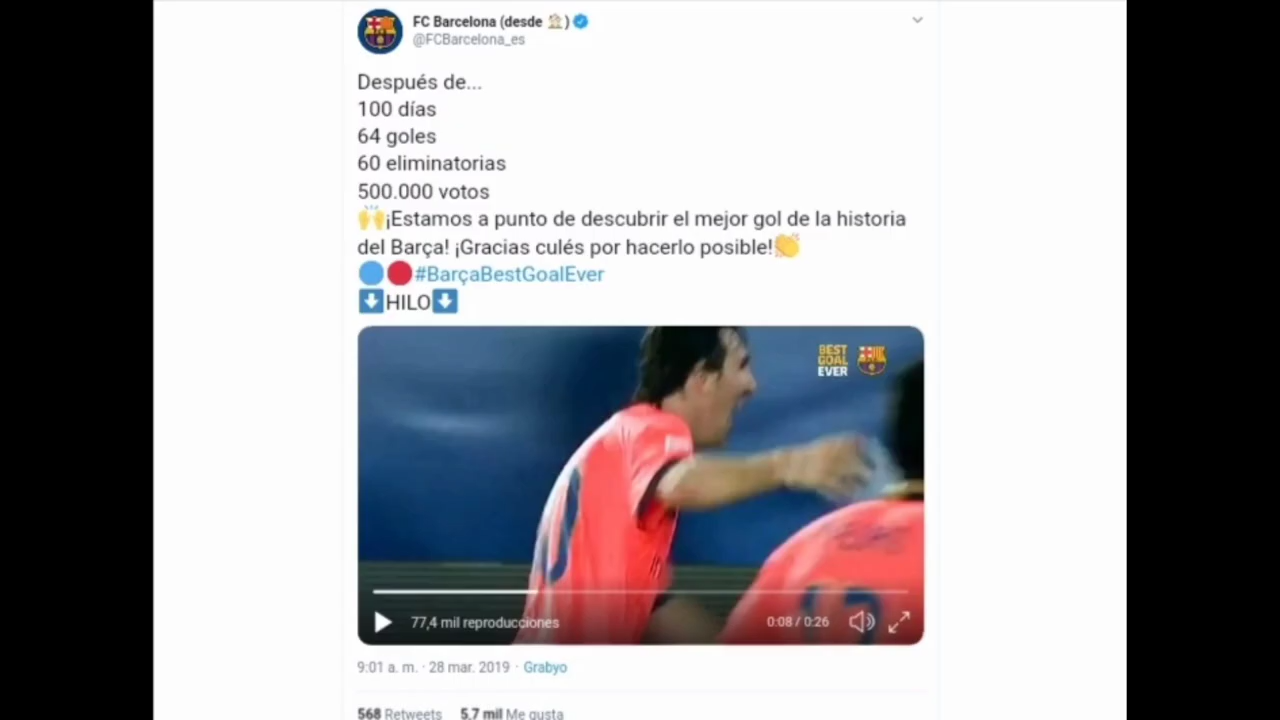 FC Barcelona (desde 🏠)
@FCBarcelona_es
Después de...
100 días
64 goles
60 eliminatorias
500.000 votos
🙌¡Estamos a punto de descubrir el mejor gol de la historia
del Barça! ¡Gracias culés por hacerlo posible!👏
🔵🔴#BarçaBestGoalEver
⬇️HILO⬇️
BEST
GOAL
EVER
77,4 mil reproducciones
0:08 / 0:26
9:01 a. m. · 28 mar. 2019 · Grabyo
568 Retweets 5,7 mil Me gusta